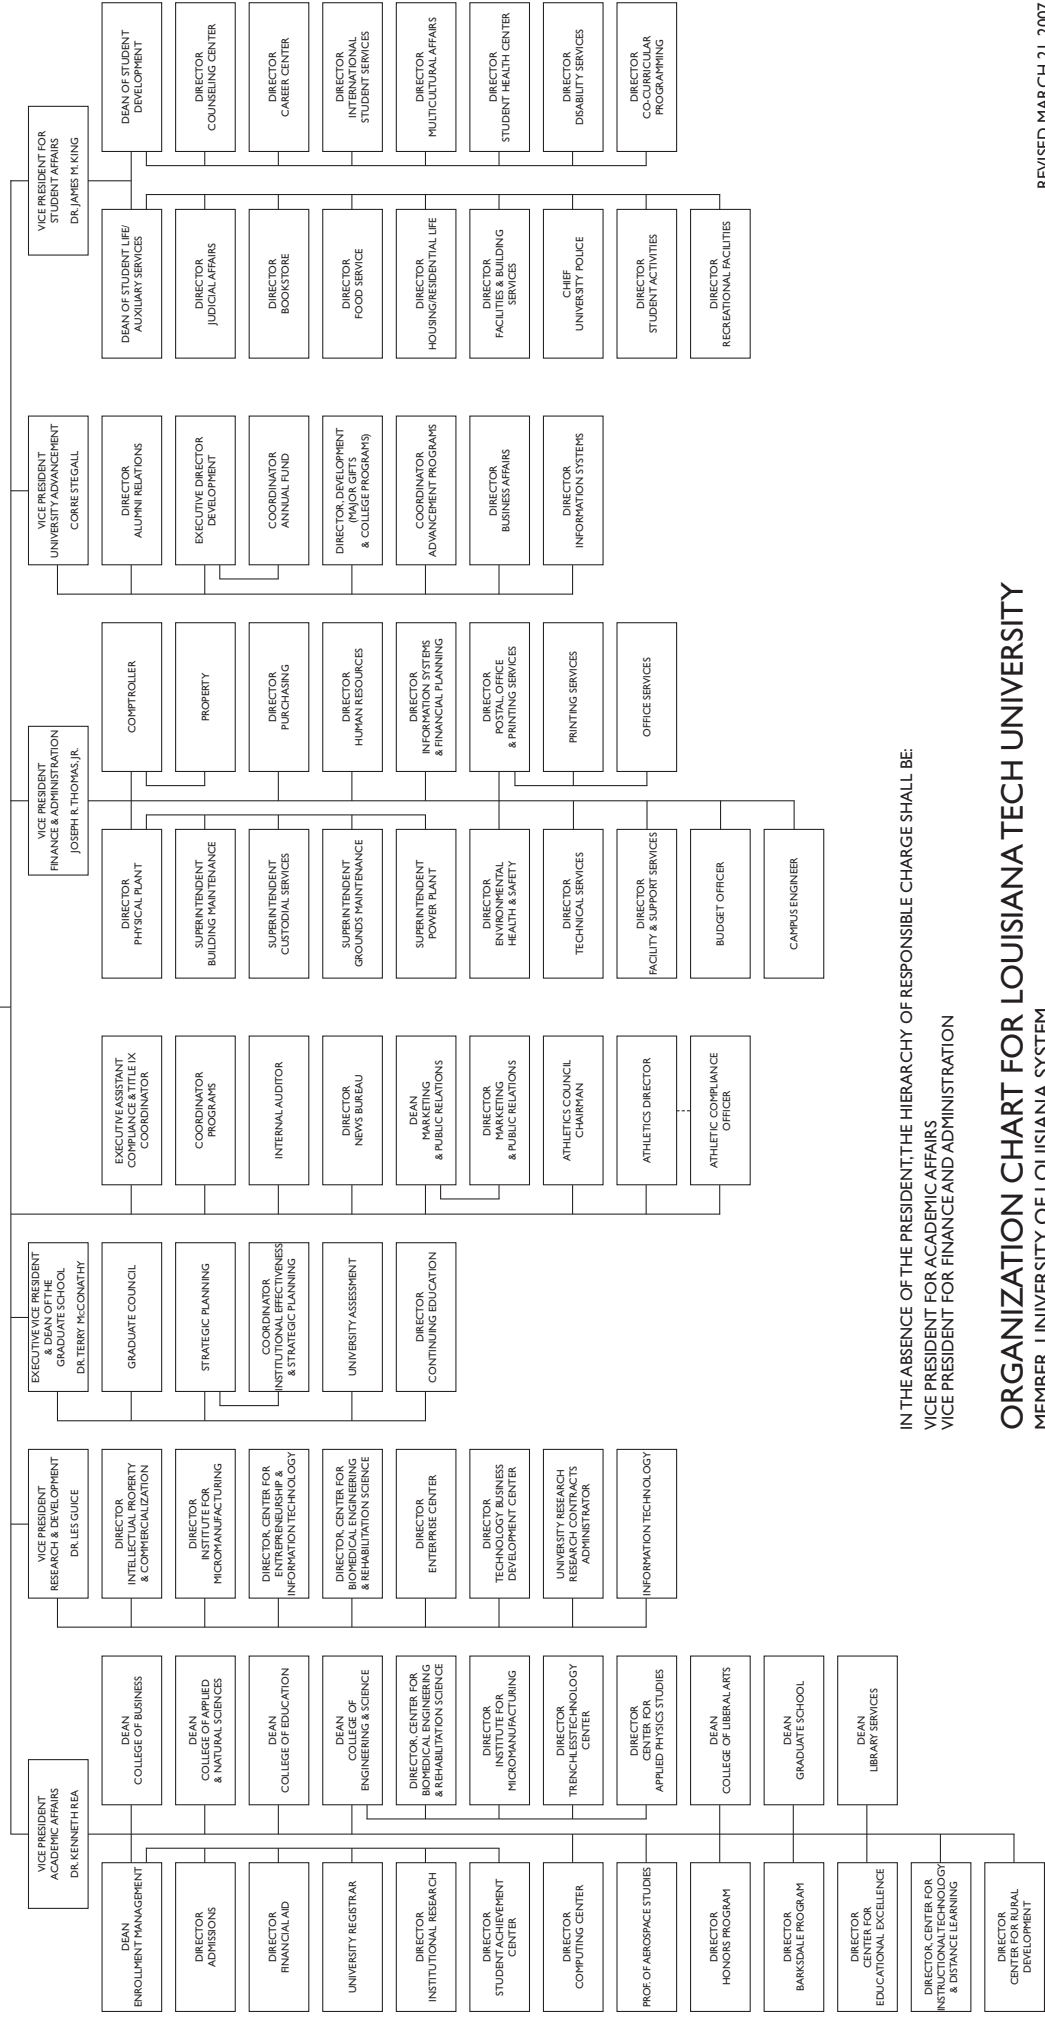 VICE PRESIDENT
ACADEMIC AFFAIRS
DR. KENNETH REA
DEAN
ENROLLMENT MANAGEMENT
DIRECTOR
ADMISSIONS
DIRECTOR
FINANCIAL AID
UNIVERSITY REGISTRAR
DIRECTOR
INSTITUTIONAL RESEARCH
DIRECTOR
STUDENT ACHIEVEMENT
CENTER
DIRECTOR
COMPUTING CENTER
PROF. OF AEROSPACE STUDIES
DIRECTOR
HONORS PROGRAM
DIRECTOR
BARKSDALE PROGRAM
DIRECTOR
CENTER FOR
EDUCATIONAL EXCELLENCE
DIRECTOR, CENTER FOR
INSTRUCTIONAL TECHNOLOGY
& DISTANCE LEARNING
DIRECTOR
CENTER FOR RURAL
DEVELOPMENT
DEAN
COLLEGE OF BUSINESS
DEAN
COLLEGE OF APPLIED
& NATURAL SCIENCES
DEAN
COLLEGE OF EDUCATION
DEAN
COLLEGE OF
ENGINEERING & SCIENCE
DIRECTOR, CENTER FOR
BIOMEDICAL ENGINEERING
& REHABILITATION SCIENCE
DIRECTOR
INSTITUTE FOR
MICROMANUFACTURING
DIRECTOR
TRENCHLESS TECHNOLOGY
CENTER
DIRECTOR
CENTER FOR
APPLIED PHYSICS STUDIES
DEAN
COLLEGE OF LIBERAL ARTS
DEAN
GRADUATE SCHOOL
DEAN
LIBRARY SERVICES
VICE PRESIDENT
RESEARCH & DEVELOPMENT
DR. LES GUICE
DIRECTOR
INTELLECTUAL PROPERTY
& COMMERCIALIZATION
DIRECTOR
INSTITUTE FOR
MICROMANUFACTURING
DIRECTOR, CENTER FOR
ENTREPRENEURSHIP &
INFORMATION TECHNOLOGY
DIRECTOR, CENTER FOR
BIOMEDICAL ENGINEERING
& REHABILITATION SCIENCE
DIRECTOR
ENTERPRISE CENTER
DIRECTOR
TECHNOLOGY BUSINESS
DEVELOPMENT CENTER
UNIVERSITY RESEARCH
RESEARCH CONTRACTS
ADMINISTRATOR
INFORMATION TECHNOLOGY
EXECUTIVE VICE PRESIDENT
& DEAN OF THE
GRADUATE SCHOOL
DR. TERRY McCONATHY
GRADUATE COUNCIL
STRATEGIC PLANNING
COORDINATOR
INSTITUTIONAL EFFECTIVENESS
& STRATEGIC PLANNING
UNIVERSITY ASSESSMENT
DIRECTOR
CONTINUING EDUCATION
EXECUTIVE ASSISTANT
COMPLIANCE & TITLE IX
COORDINATOR
COORDINATOR
PROGRAMS
INTERNAL AUDITOR
DIRECTOR
NEWS BUREAU
DEAN
MARKETING
& PUBLIC RELATIONS
DIRECTOR
MARKETING
& PUBLIC RELATIONS
ATHLETICS COUNCIL
CHAIRMAN
ATHLETICS DIRECTOR
ATHLETIC COMPLIANCE
OFFICER
VICE PRESIDENT
FINANCE & ADMINISTRATION
JOSEPH R. THOMAS, JR.
DIRECTOR
PHYSICAL PLANT
SUPERINTENDENT
BUILDING MAINTENANCE
SUPERINTENDENT
CUSTODIAL SERVICES
SUPERINTENDENT
GROUNDS MAINTENANCE
SUPERINTENDENT
POWER PLANT
DIRECTOR
ENVIRONMENTAL
HEALTH & SAFETY
DIRECTOR
TECHNICAL SERVICES
DIRECTOR
FACILITY & SUPPORT SERVICES
BUDGET OFFICER
CAMPUS ENGINEER
COMPTROLLER
PROPERTY
DIRECTOR
PURCHASING
DIRECTOR
HUMAN RESOURCES
DIRECTOR
INFORMATION SYSTEMS
& FINANCIAL PLANNING
DIRECTOR
POSTAL, OFFICE
& PRINTING SERVICES
PRINTING SERVICES
OFFICE SERVICES
VICE PRESIDENT
UNIVERSITY ADVANCEMENT
CORRE STEGALL
DIRECTOR
ALUMNI RELATIONS
EXECUTIVE DIRECTOR
DEVELOPMENT
COORDINATOR
ANNUAL FUND
DIRECTOR, DEVELOPMENT
(MAJOR GIFTS
& COLLEGE PROGRAMS)
COORDINATOR
ADVANCEMENT PROGRAMS
DIRECTOR
BUSINESS AFFAIRS
DIRECTOR
INFORMATION SYSTEMS
VICE PRESIDENT FOR
STUDENT AFFAIRS
DR. JAMES M. KING
DEAN OF STUDENT LIFE/
AUXILIARY SERVICES
DIRECTOR
JUDICIAL AFFAIRS
DIRECTOR
BOOKSTORE
DIRECTOR
FOOD SERVICE
DIRECTOR
HOUSING/RESIDENTIAL LIFE
DIRECTOR
FACILITIES & BUILDING
SERVICES
CHIEF
UNIVERSITY POLICE
DIRECTOR
STUDENT ACTIVITIES
DIRECTOR
RECREATIONAL FACILITIES
DEAN OF STUDENT
DEVELOPMENT
DIRECTOR
COUNSELING CENTER
DIRECTOR
CAREER CENTER
DIRECTOR
INTERNATIONAL
STUDENT SERVICES
DIRECTOR
MULTICULTURAL AFFAIRS
DIRECTOR
STUDENT HEALTH CENTER
DIRECTOR
DISABILITY SERVICES
DIRECTOR
CO-CURRICULAR
PROGRAMMING
IN THE ABSENCE OF THE PRESIDENT, THE HIERARCHY OF RESPONSIBLE CHARGE SHALL BE:
VICE PRESIDENT FOR ACADEMIC AFFAIRS
VICE PRESIDENT FOR FINANCE AND ADMINISTRATION
ORGANIZATION CHART FOR LOUISIANA TECH UNIVERSITY
MEMBER, UNIVERSITY OF LOUISIANA SYSTEM
REVISED MARCH 21, 2007